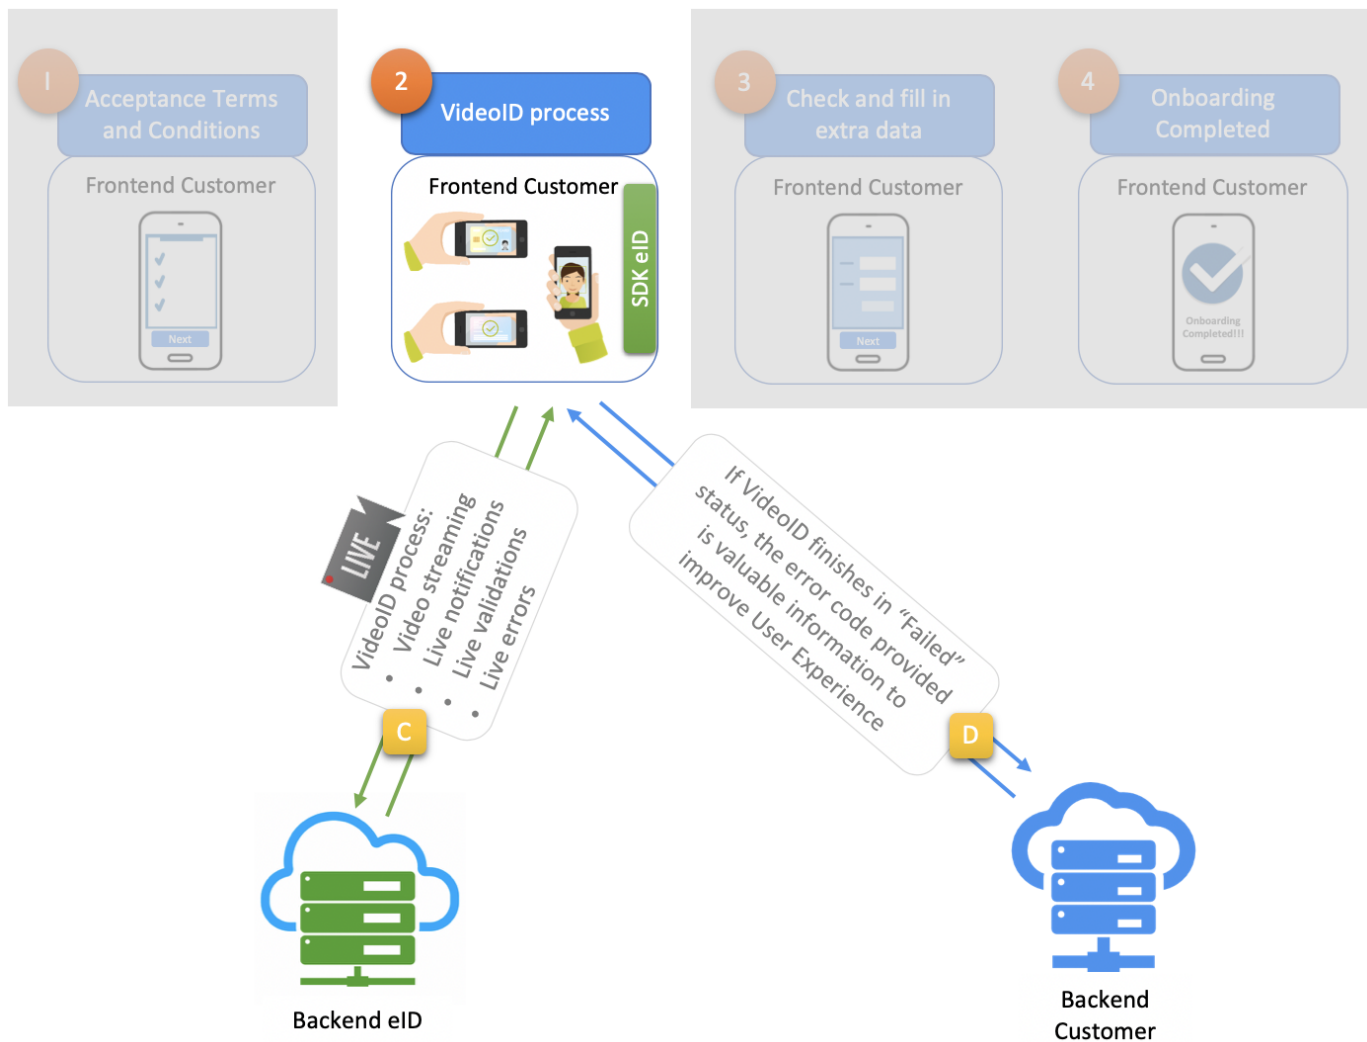 1
Acceptance Terms
and Conditions
Frontend Customer
Next
2
VideoID process
Frontend Customer
SDK eID
3
Check and fill in
extra data
Frontend Customer
Next
4
Onboarding
Completed
Frontend Customer
Onboarding
Completed!!!
LIVE
VideoID process:
• Video streaming
• Live notifications
• Live validations
• Live errors
C
If VideoID finishes in “Failed”
status, the error code provided
is valuable information to
improve User Experience
D
Backend eID
Backend
Customer